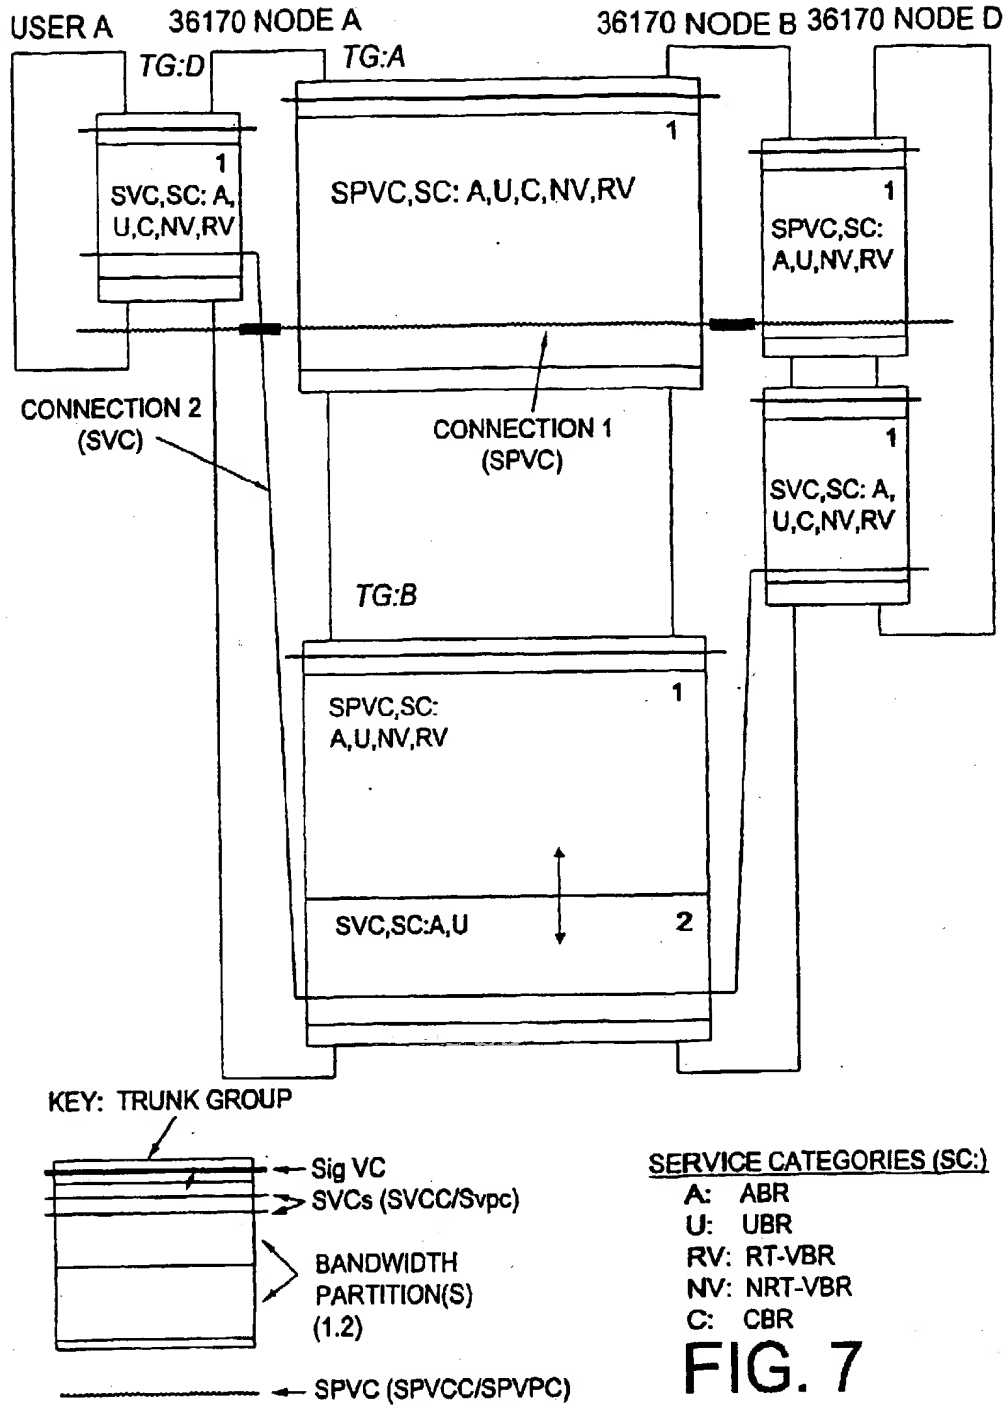 USER A
36170 NODE A
36170 NODE B
36170 NODE D
TG:D
TG:A
1
SVC,SC: A,
U,C,NV,RV
1
SPVC,SC: A,U,C,NV,RV
1
SPVC,SC:
A,U,NV,RV
CONNECTION 2
(SVC)
CONNECTION 1
(SPVC)
1
SVC,SC: A,
U,C,NV,RV
TG:B
1
SPVC,SC:
A,U,NV,RV
SVC,SC:A,U
2
KEY: TRUNK GROUP
Sig VC
SVCs (SVCC/Svpc)
BANDWIDTH
PARTITION(S)
(1.2)
SPVC (SPVCC/SPVPC)
SERVICE CATEGORIES (SC:)
A: ABR
U: UBR
RV: RT-VBR
NV: NRT-VBR
C: CBR
FIG. 7